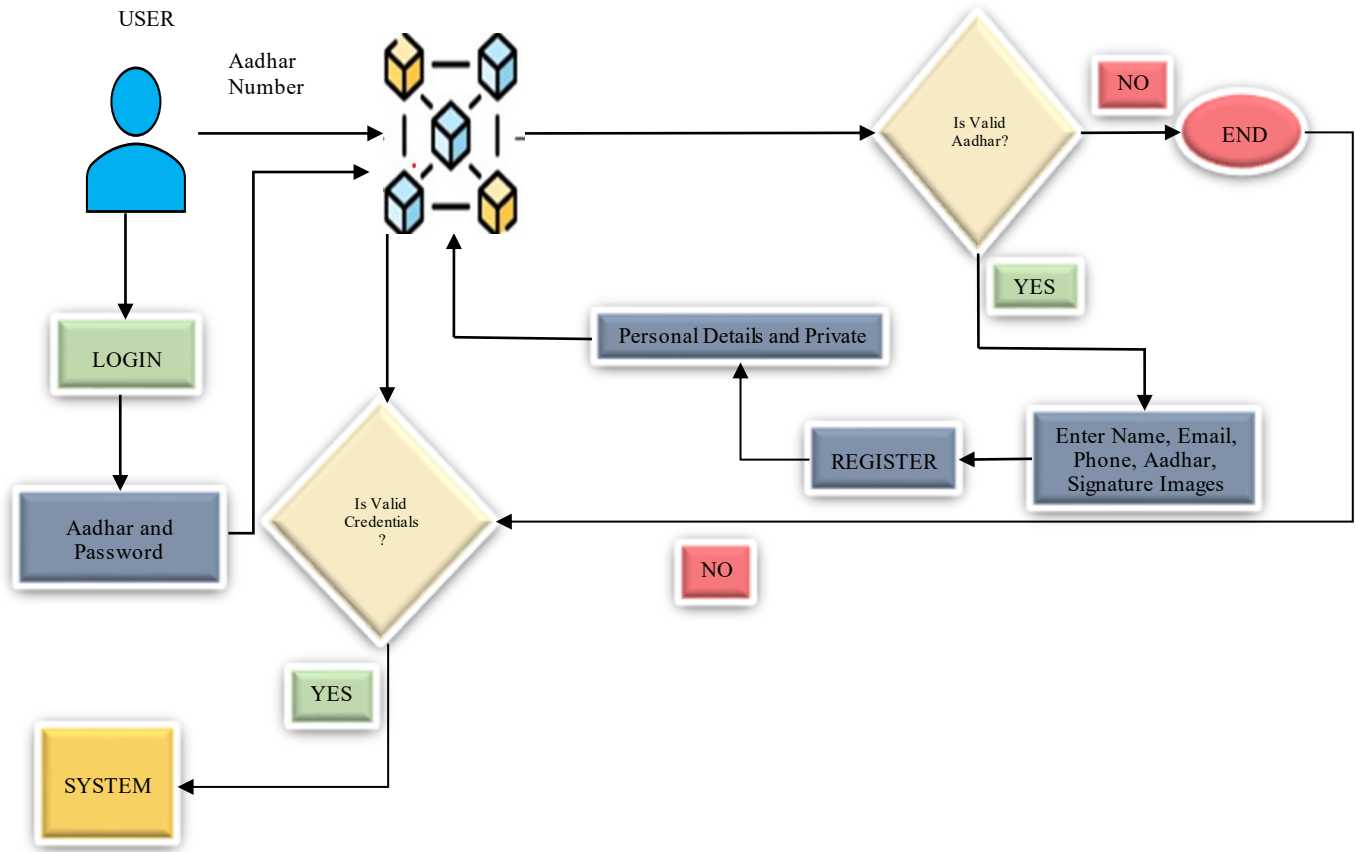 USER
Aadhar
Number
Is Valid
Aadhar?
NO
END
YES
LOGIN
Personal Details and Private
Enter Name, Email,
Phone, Aadhar,
Signature Images
REGISTER
Aadhar and
Password
Is Valid
Credentials
?
NO
YES
SYSTEM